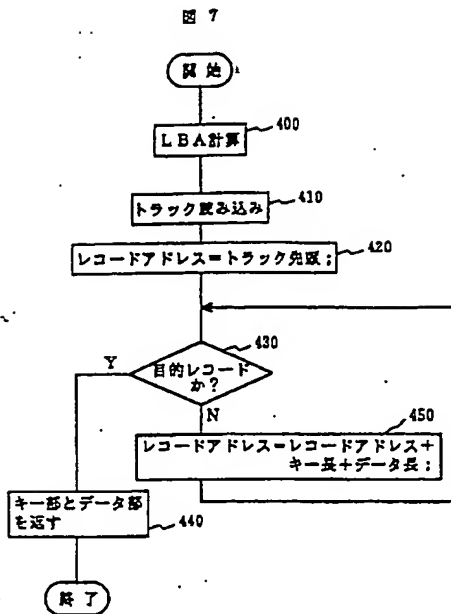 図 7
開 始
LBA計算
400
トラック読み込み
410
レコードアドレス=トラック先頭;
420
目的レコード
か?
430
Y
N
450
レコードアドレス=レコードアドレス+
キー長+データ長;
キー部とデータ部
を返す
440
終 了